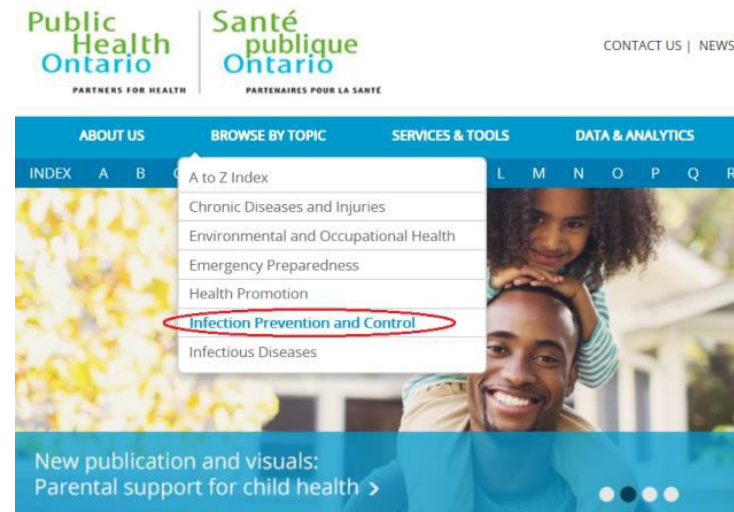 Public
Health
Ontario
PARTNERS FOR HEALTH
Santé
publique
Ontario
PARTENAIRES POUR LA SANTÉ
CONTACT US | NEWS
ABOUT US BROWSE BY TOPIC SERVICES & TOOLS DATA & ANALYTICS
INDEX A B L M N O P Q R
A to Z Index
Chronic Diseases and Injuries
Environmental and Occupational Health
Emergency Preparedness
Health Promotion
Infection Prevention and Control
Infectious Diseases
New publication and visuals:
Parental support for child health >